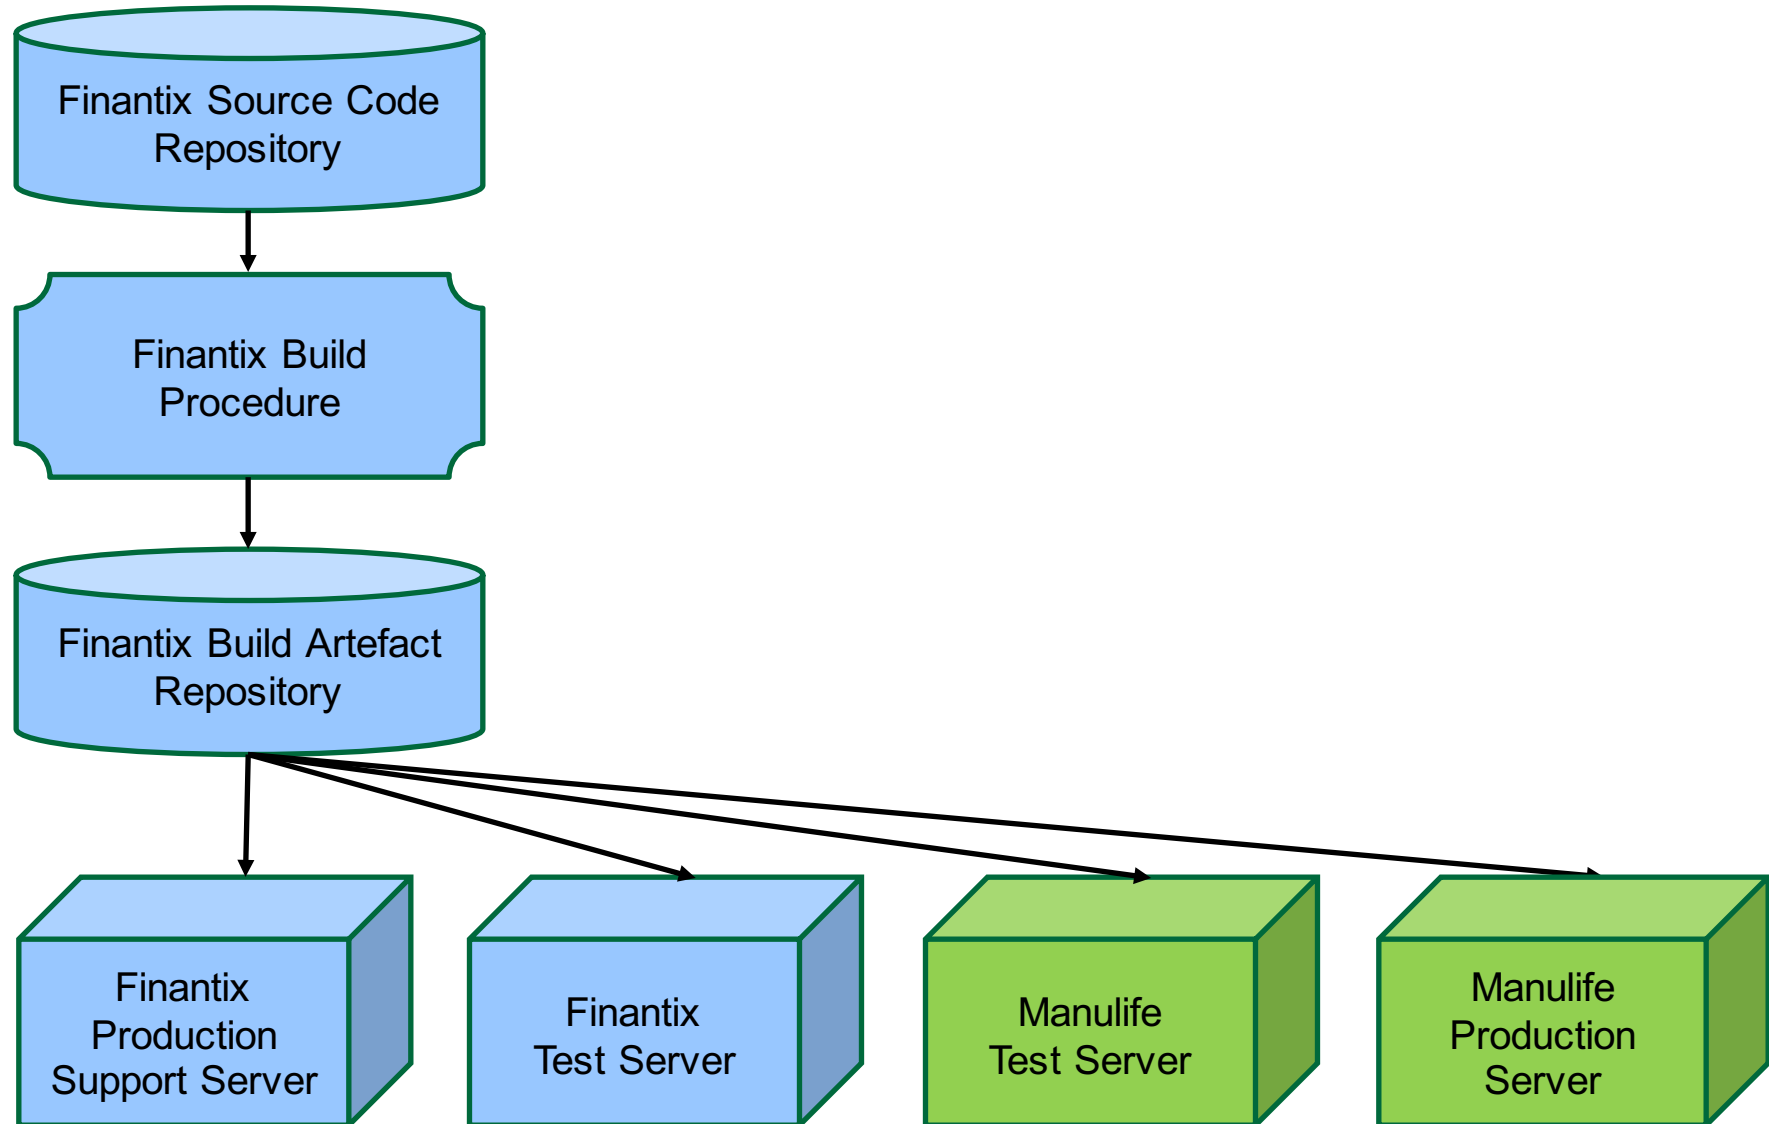 Finantix Source Code
Repository
Finantix Build
Procedure
Finantix Build Artefact
Repository
Finantix
Production
Support Server
Finantix
Test Server
Manulife
Test Server
Manulife
Production
Server